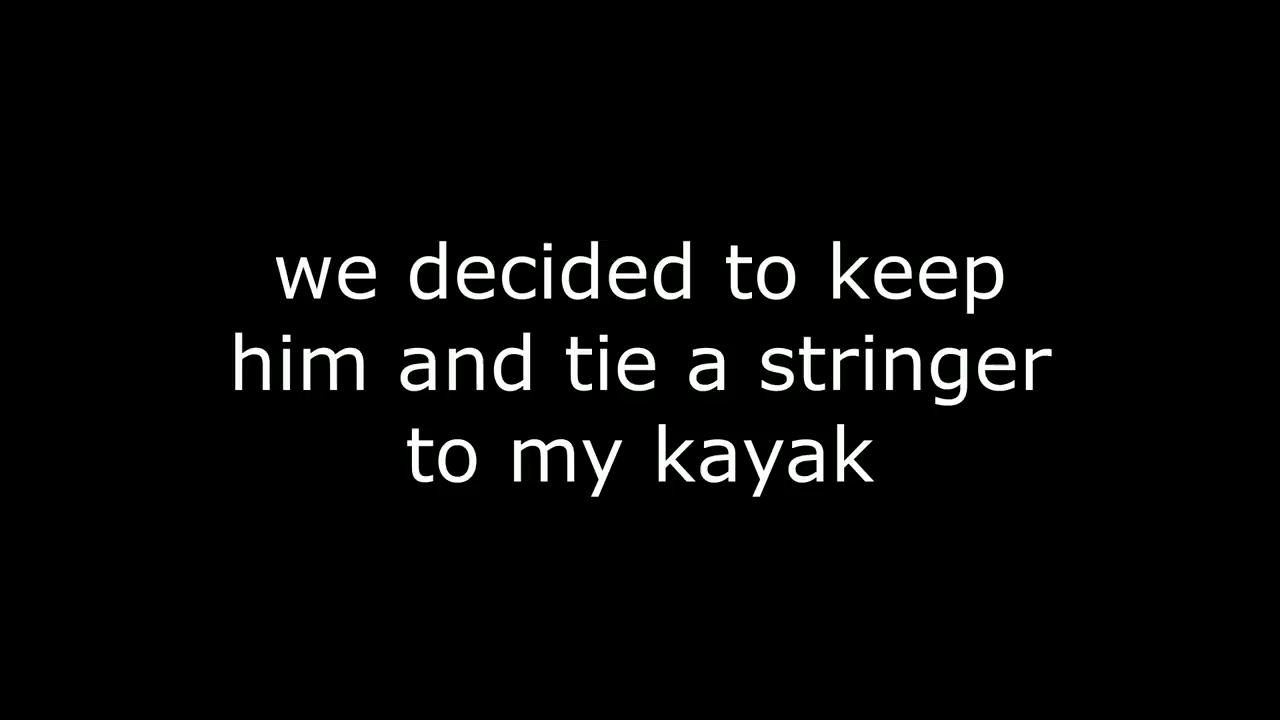 we decided to keep
him and tie a stringer
to my kayak